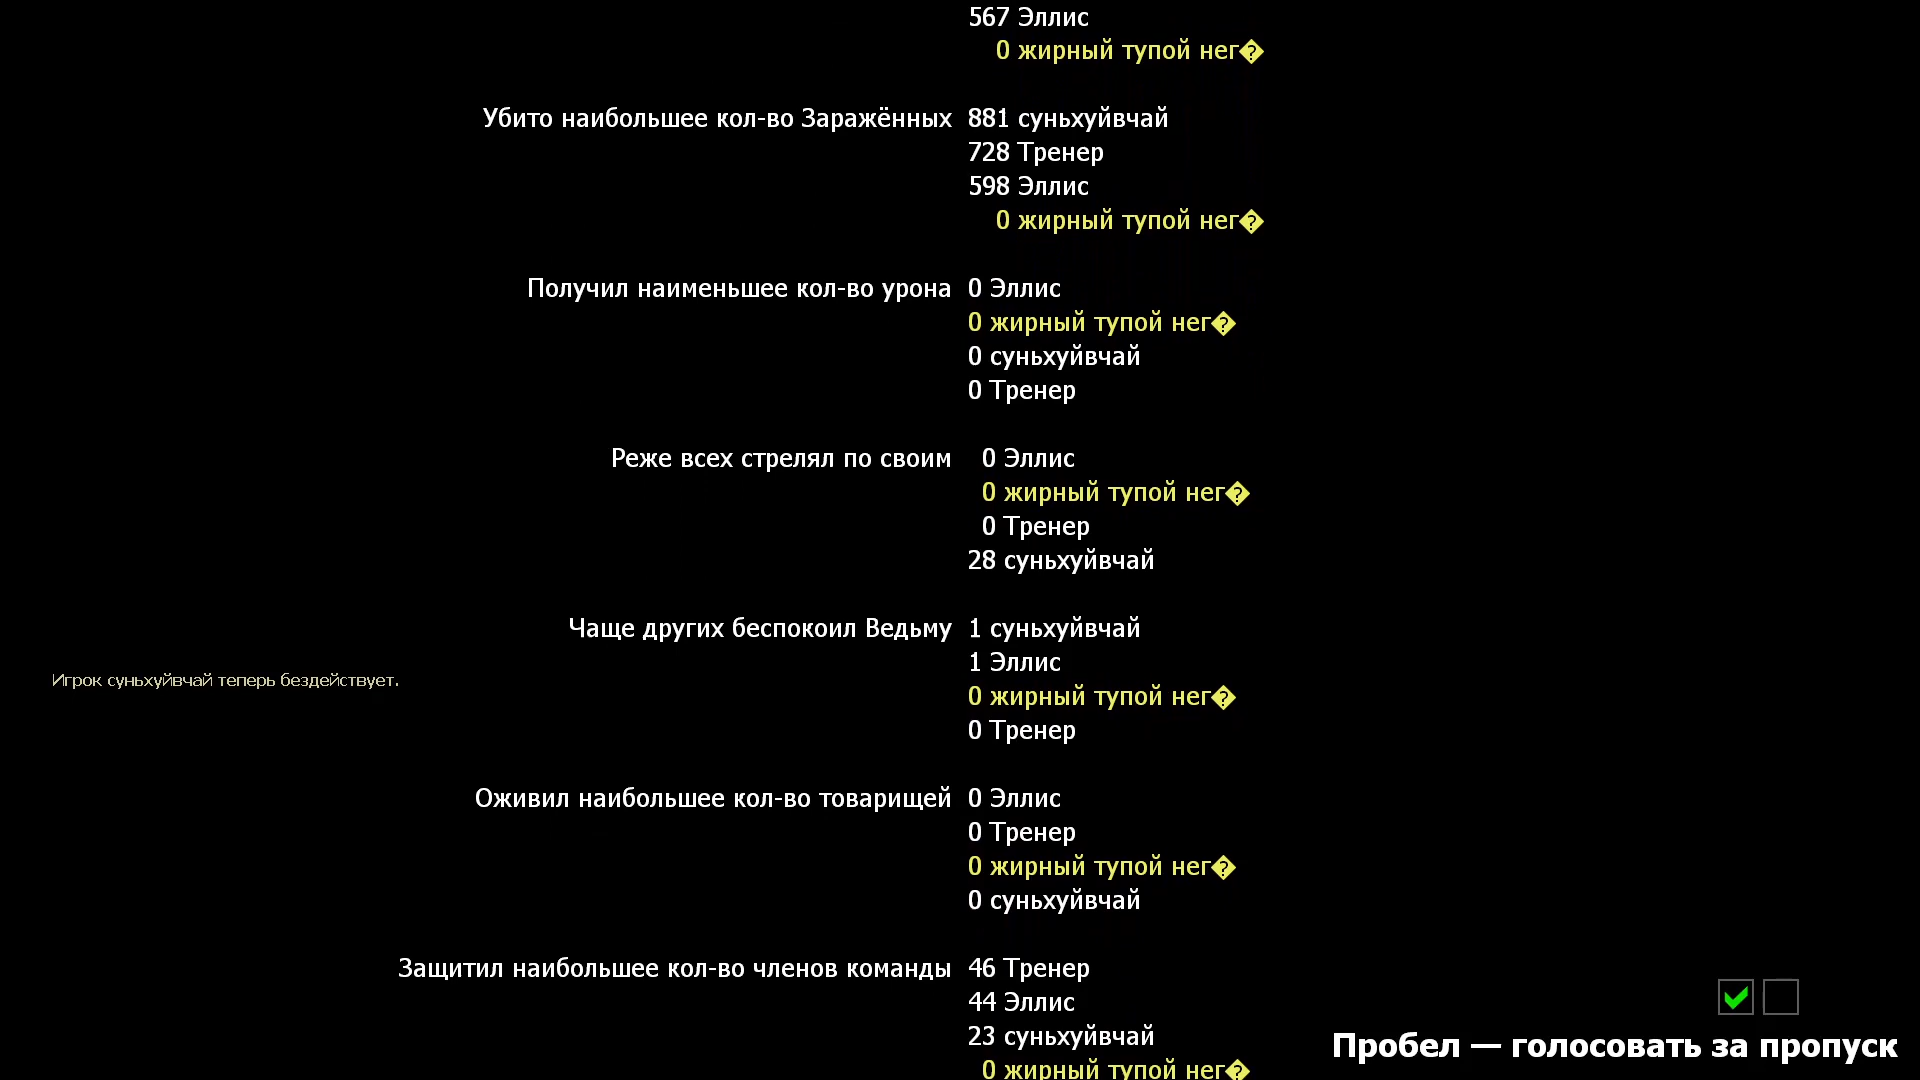 567 Эллис
0 жирный тупой нег�
Убито наибольшее кол-во Заражённых 881 суньхуйвчай
728 Тренер
598 Эллис
0 жирный тупой нег�
Получил наименьшее кол-во урона 0 Эллис
0 жирный тупой нег�
0 суньхуйвчай
0 Тренер
Реже всех стрелял по своим 0 Эллис
0 жирный тупой нег�
0 Тренер
28 суньхуйвчай
Чаще других беспокоил Ведьму 1 суньхуйвчай
1 Эллис
Игрок суньхуйвчай теперь бездействует.
0 жирный тупой нег�
0 Тренер
Оживил наибольшее кол-во товарищей 0 Эллис
0 Тренер
0 жирный тупой нег�
0 суньхуйвчай
Защитил наибольшее кол-во членов команды 46 Тренер
44 Эллис
23 суньхуйвчай
0 жирный тупой нег�
Пробел — голосовать за пропуск